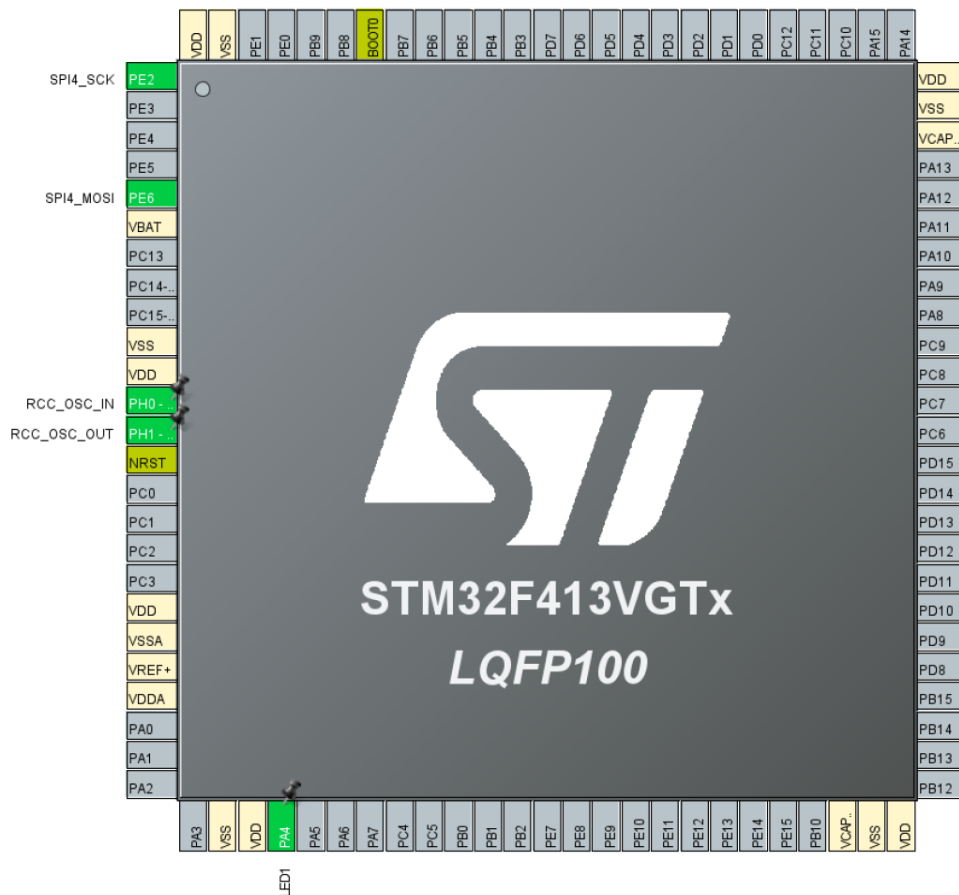 VDD
VSS
PE1
PE0
PB9
PB8
BOOT0
PB7
PB6
PB5
PB4
PB3
PD7
PD6
PD5
PD4
PD3
PD2
PD1
PD0
PC12
PC11
PC10
PA15
PA14
SPI4_SCK PE2
PE3
PE4
PE5
SPI4_MOSI PE6
VBAT
PC13
PC14-..
PC15-..
VSS
VDD
RCC_OSC_IN PH0 - ..
RCC_OSC_OUT PH1 - ..
NRST
PC0
PC1
PC2
PC3
VDD
VSSA
VREF+
VDDA
PA0
PA1
PA2
ST
STM32F413VGTx
LQFP100
VDD
VSS
VCAP..
PA13
PA12
PA11
PA10
PA9
PA8
PC9
PC8
PC7
PC6
PD15
PD14
PD13
PD12
PD11
PD10
PD9
PD8
PB15
PB14
PB13
PB12
PA3
VSS
VDD
PA4
PA5
PA6
PA7
PC4
PC5
PB0
PB1
PB2
PE7
PE8
PE9
PE10
PE11
PE12
PE13
PE14
PE15
PB10
VCAP..
VSS
VDD
LED1